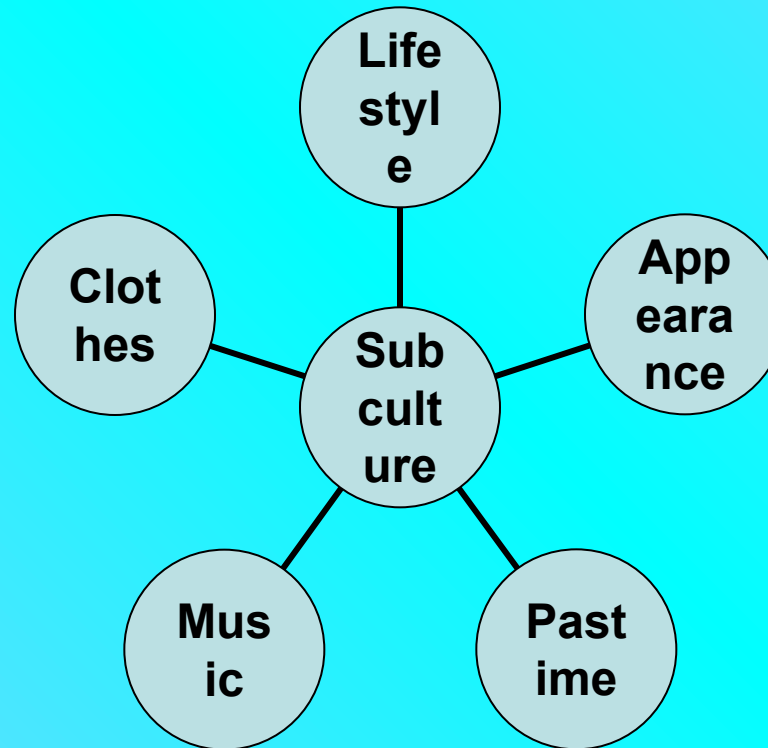 Life
styl
e
Clot
hes
App
eara
nce
Sub
cult
ure
Mus
ic
Past
ime